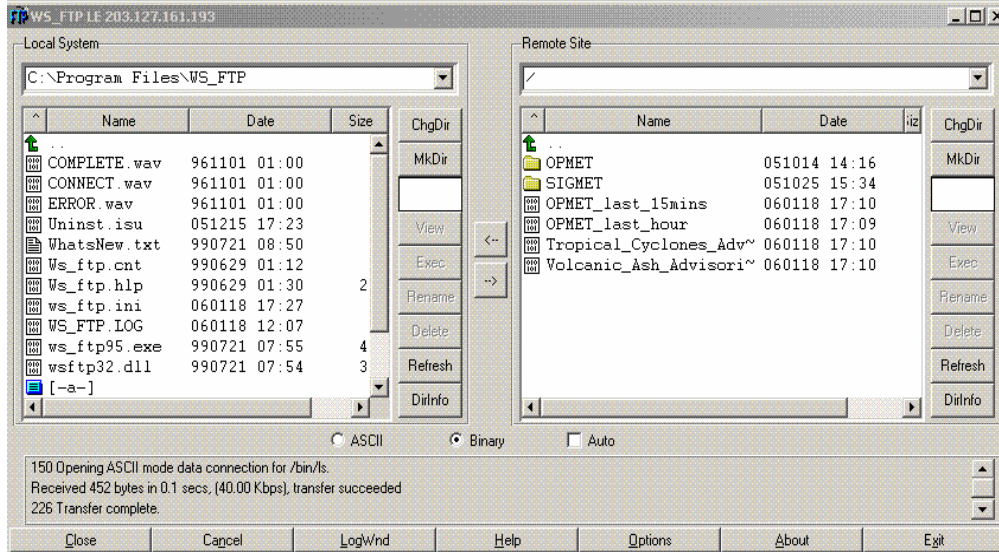 WS_FTP LE 203.127.161.193
Local System
C:\Program Files\WS_FTP
^ Name Date Size
..
COMPLETE.wav 961101 01:00
CONNECT.wav 961101 01:00
ERROR.wav 961101 01:00
Uninst.isu 051215 17:23
WhatsNew.txt 990721 08:50
Ws_ftp.cnt 990629 01:12
Ws_ftp.hlp 990629 01:30 2
ws_ftp.ini 060118 17:27
WS_FTP.LOG 060118 12:07
ws_ftp95.exe 990721 07:55 4
wsftp32.dll 990721 07:54 3
[-a-]
ChgDir
MkDir
View
Exec
Rename
Delete
Refresh
DirInfo
<--
-->
Remote Site
/
^ Name Date iiz
..
OPMET 051014 14:16
SIGMET 051025 15:34
OPMET_last_15mins 060118 17:10
OPMET_last_hour 060118 17:09
Tropical_Cyclones_Adv~ 060118 17:10
Volcanic_Ash_Advisori~ 060118 17:10
ChgDir
MkDir
View
Exec
Rename
Delete
Refresh
DirInfo
ASCII Binary Auto
150 Opening ASCII mode data connection for /bin/ls.
Received 452 bytes in 0.1 secs, (40.00 Kbps), transfer succeeded
226 Transfer complete.
Close Cancel LogWnd Help Options About Exit